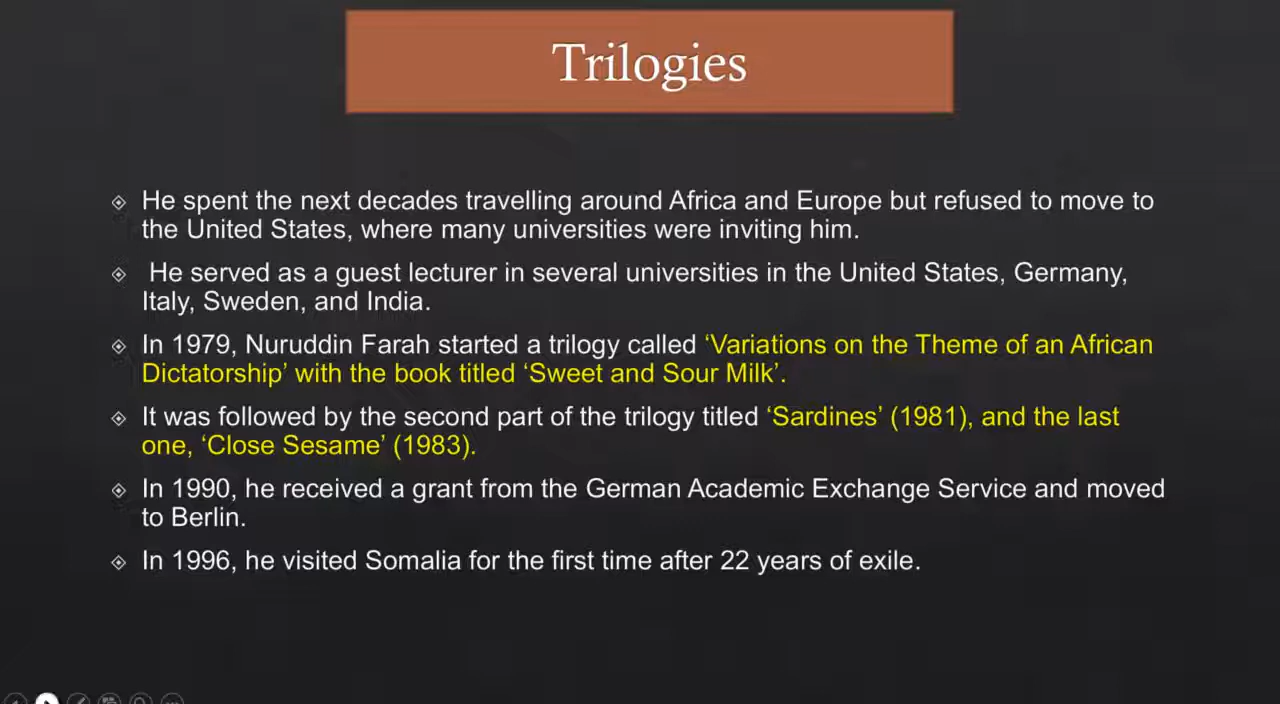 Trilogies
He spent the next decades travelling around Africa and Europe but refused to move to
the United States, where many universities were inviting him.
He served as a guest lecturer in several universities in the United States, Germany,
Italy, Sweden, and India.
In 1979, Nuruddin Farah started a trilogy called ‘Variations on the Theme of an African
Dictatorship’ with the book titled ‘Sweet and Sour Milk’.
It was followed by the second part of the trilogy titled ‘Sardines’ (1981), and the last
one, ‘Close Sesame’ (1983).
In 1990, he received a grant from the German Academic Exchange Service and moved
to Berlin.
In 1996, he visited Somalia for the first time after 22 years of exile.